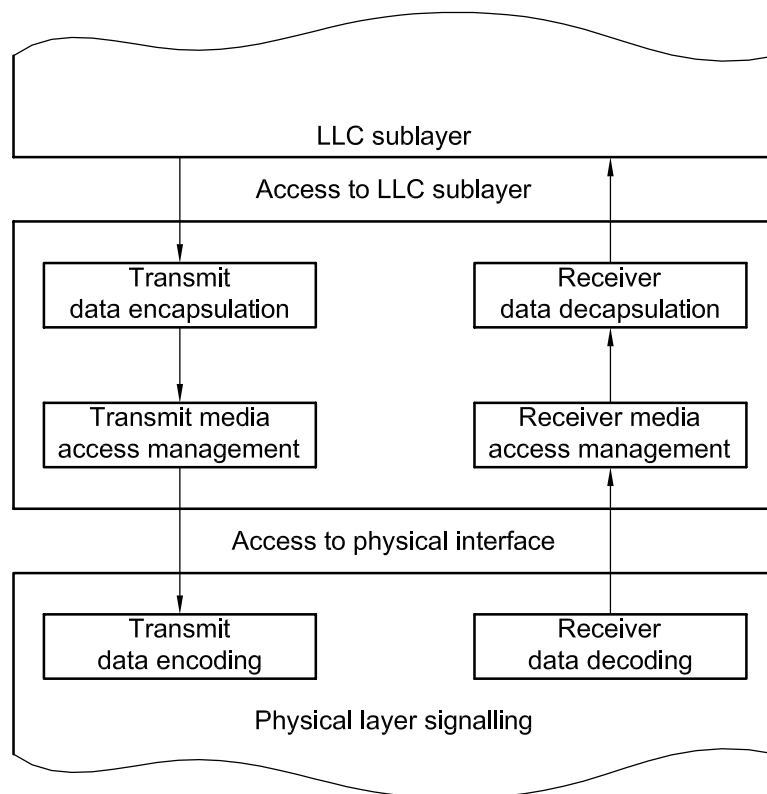 LLC sublayer
Access to LLC sublayer
Transmit
data encapsulation
Receiver
data decapsulation
Transmit media
access management
Receiver media
access management
Access to physical interface
Transmit
data encoding
Receiver
data decoding
Physical layer signalling